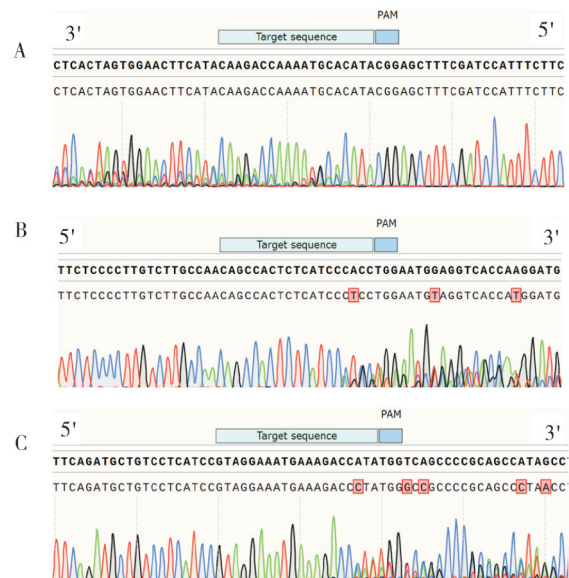 PAM
A
3'
5'
Target sequence
CTCACTAGTGGAACTTCATACAAGACCAAAATGCACATACGGAGCTTTCGATCCATTTCTTC
CTCACTAGTGGAACTTCATACAAGACCAAAATGCACATACGGAGCTTTCGATCCATTTCTTC
PAM
B
5'
3'
Target sequence
TTCTCCCCTTGTCTTGCCAACAGCCACTCTCATCCCACCTGGAATGGAGGTCACCAAGGATG
TTCTCCCCTTGTCTTGCCAACAGCCACTCTCATCCCTCCTGGAATGTAGGTCACCATGGATG
PAM
C
5'
3'
Target sequence
TTCAGATGCTGTCCTCATCCGTAGGAAATGAAAGACCATATGGTCAGCCCCGCAGCCATAGCC
TTCAGATGCTGTCCTCATCCGTAGGAAATGAAAGACCCTATGGGCCGCCCCGCAGCCCTAACC